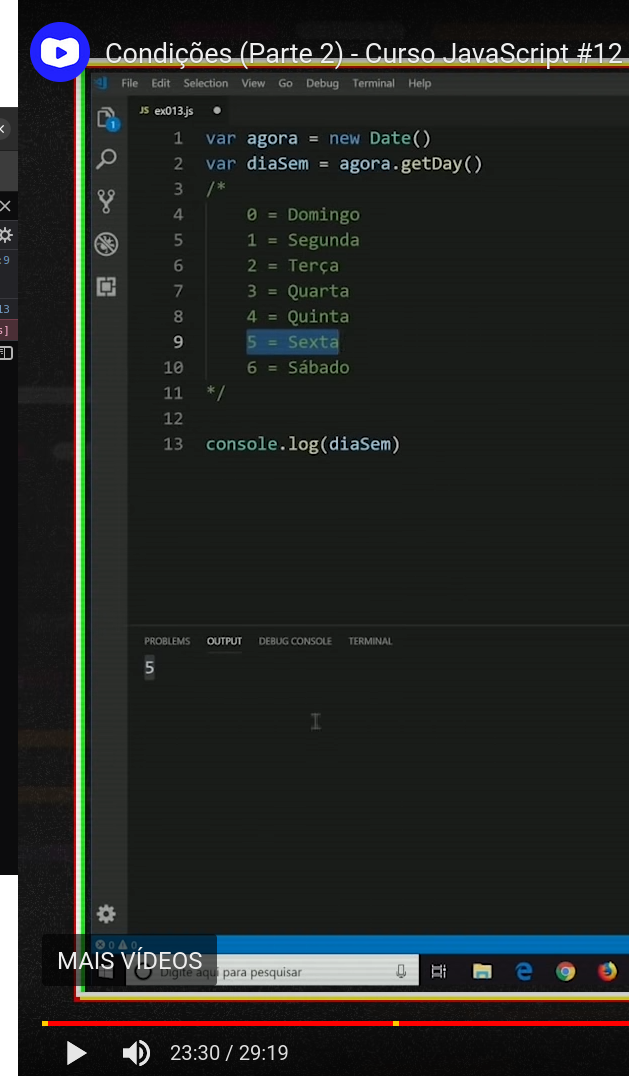 Condições (Parte 2) - Curso JavaScript #12
File Edit Selection View Go Debug Terminal Help
JS ex013.js
1
1 var agora = new Date()
2 var diaSem = agora.getDay()
3 /*
4 0 = Domingo
5 1 = Segunda
6 2 = Terça
7 3 = Quarta
8 4 = Quinta
9 5 = Sexta
10 6 = Sábado
11 */
12
13 console.log(diaSem)
:9
13
s]
PROBLEMS OUTPUT DEBUG CONSOLE TERMINAL
5
0 0
MAIS VÍDEOS
Digite aqui para pesquisar
23:30 / 29:19